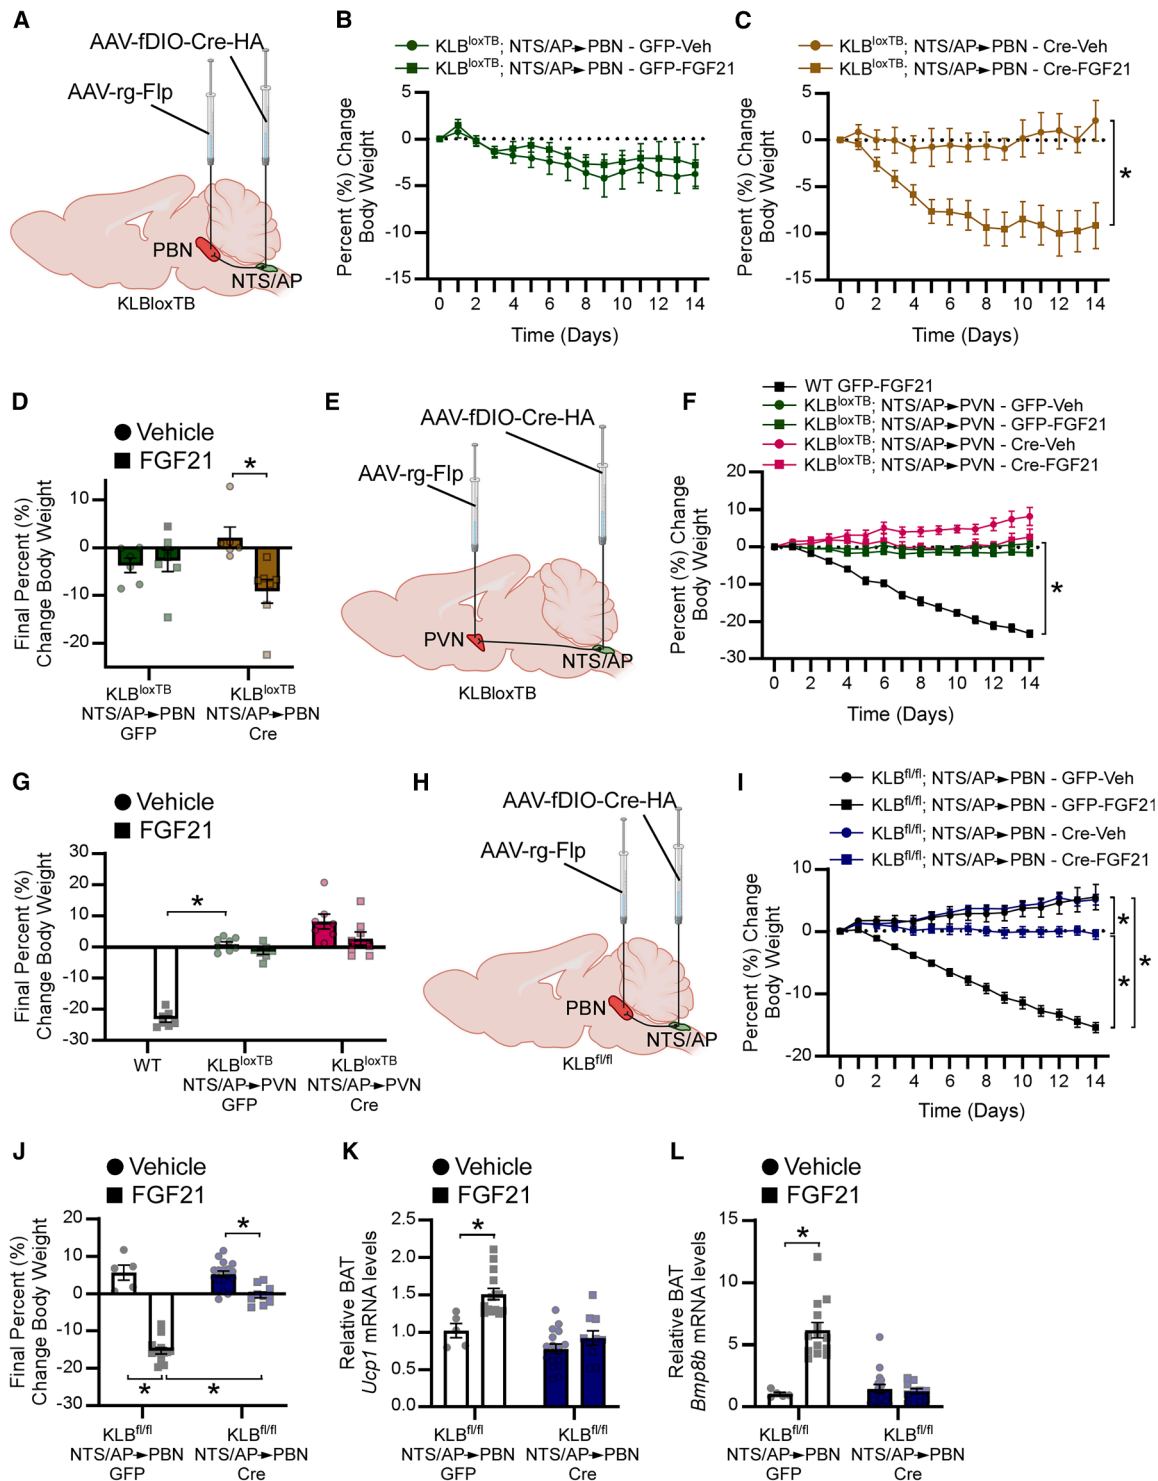 A
AAV-fDIO-Cre-HA
AAV-rg-Flp
PBN
NTS/AP
KLBloxTB
B
KLBloxTB; NTS/AP►PBN - GFP-Veh
KLBloxTB; NTS/AP►PBN - GFP-FGF21
Percent (%) Change
Body Weight
5
0
-5
-10
-15
0 2 4 6 8 10 12 14
Time (Days)
C
KLBloxTB; NTS/AP►PBN - Cre-Veh
KLBloxTB; NTS/AP►PBN - Cre-FGF21
Percent (%) Change
Body Weight
5
0
-5
-10
-15
*
0 2 4 6 8 10 12 14
Time (Days)
D
Vehicle
FGF21
Final Percent (%)
Change Body Weight
10
0
-10
-20
*
KLBloxTB
NTS/AP►PBN
GFP
KLBloxTB
NTS/AP►PBN
Cre
E
AAV-fDIO-Cre-HA
AAV-rg-Flp
PVN
NTS/AP
KLBloxTB
F
WT GFP-FGF21
KLBloxTB; NTS/AP►PVN - GFP-Veh
KLBloxTB; NTS/AP►PVN - GFP-FGF21
KLBloxTB; NTS/AP►PVN - Cre-Veh
KLBloxTB; NTS/AP►PVN - Cre-FGF21
Percent (%) Change
Body Weight
20
10
0
-10
-20
-30
*
0 2 4 6 8 10 12 14
Time (Days)
G
Vehicle
FGF21
Final Percent (%)
Change Body Weight
30
20
10
0
-10
-20
-30
*
WT
KLBloxTB
NTS/AP►PVN
GFP
KLBloxTB
NTS/AP►PVN
Cre
H
AAV-fDIO-Cre-HA
AAV-rg-Flp
PBN
NTS/AP
KLBfl/fl
I
KLBfl/fl; NTS/AP►PBN - GFP-Veh
KLBfl/fl; NTS/AP►PBN - GFP-FGF21
KLBfl/fl; NTS/AP►PBN - Cre-Veh
KLBfl/fl; NTS/AP►PBN - Cre-FGF21
Percent (%) Change
Body Weight
10
0
-10
-20
*
*
*
0 2 4 6 8 10 12 14
Time (Days)
J
Vehicle
FGF21
Final Percent (%)
Change Body Weight
20
10
0
-10
-20
-30
*
* *
KLBfl/fl
NTS/AP►PBN
GFP
KLBfl/fl
NTS/AP►PBN
Cre
K
Vehicle
FGF21
Relative BAT
Ucp1 mRNA levels
2.5
2.0
1.5
1.0
0.5
0.0
*
KLBfl/fl
NTS/AP►PBN
GFP
KLBfl/fl
NTS/AP►PBN
Cre
L
Vehicle
FGF21
Relative BAT
Bmp8b mRNA levels
15
10
5
0
*
KLBfl/fl
NTS/AP►PBN
GFP
KLBfl/fl
NTS/AP►PBN
Cre